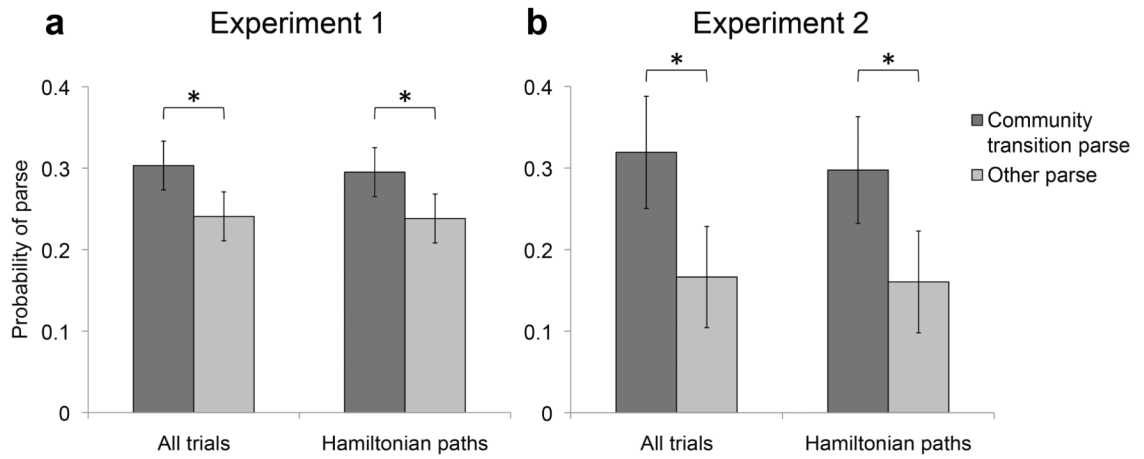 a
Experiment 1
b
Experiment 2
*
*
*
*
0.4
0.3
0.2
0.1
0
Probability of parse
All trials
Hamiltonian paths
0.4
0.3
0.2
0.1
0
All trials
Hamiltonian paths
Community
transition parse
Other parse